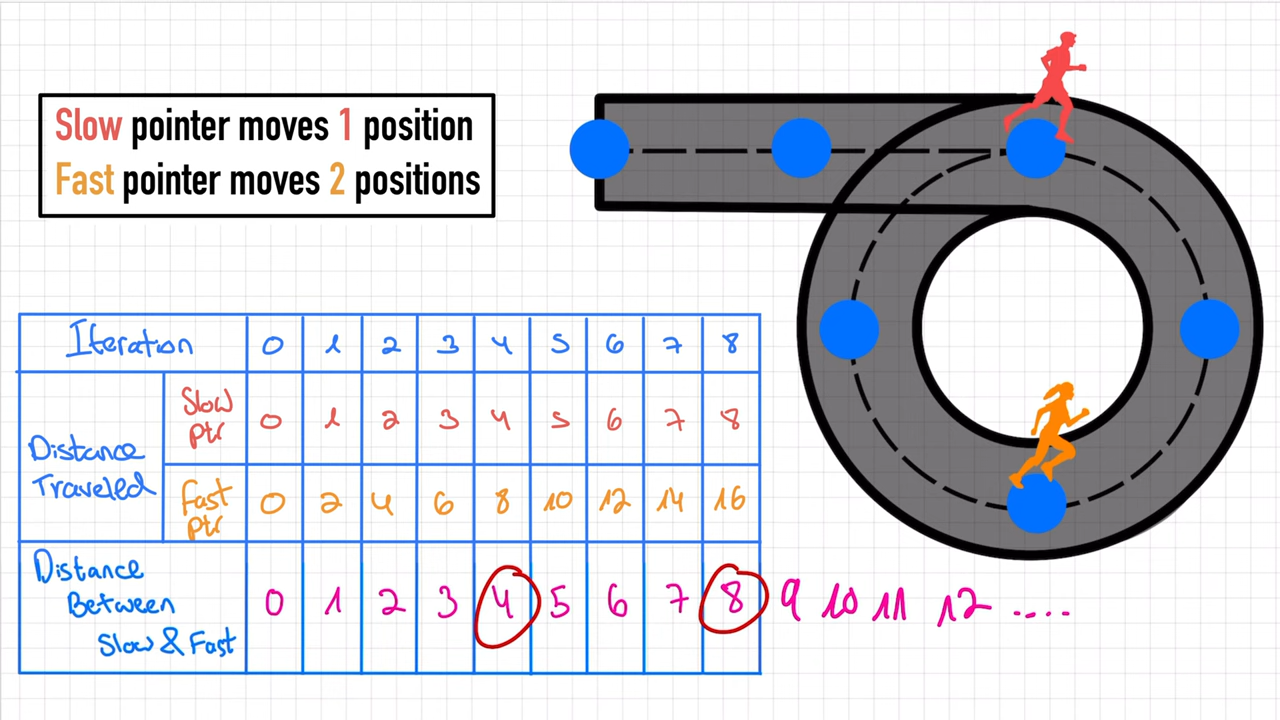 Slow pointer moves 1 position
Fast pointer moves 2 positions
Iteration 0 1 2 3 4 5 6 7 8
Distance Traveled
Slow ptr 0 1 2 3 4 5 6 7 8
Fast ptr 0 2 4 6 8 10 12 14 16
Distance
Between
Slow & Fast
0 1 2 3 4 5 6 7 8 9 10 11 12 ....